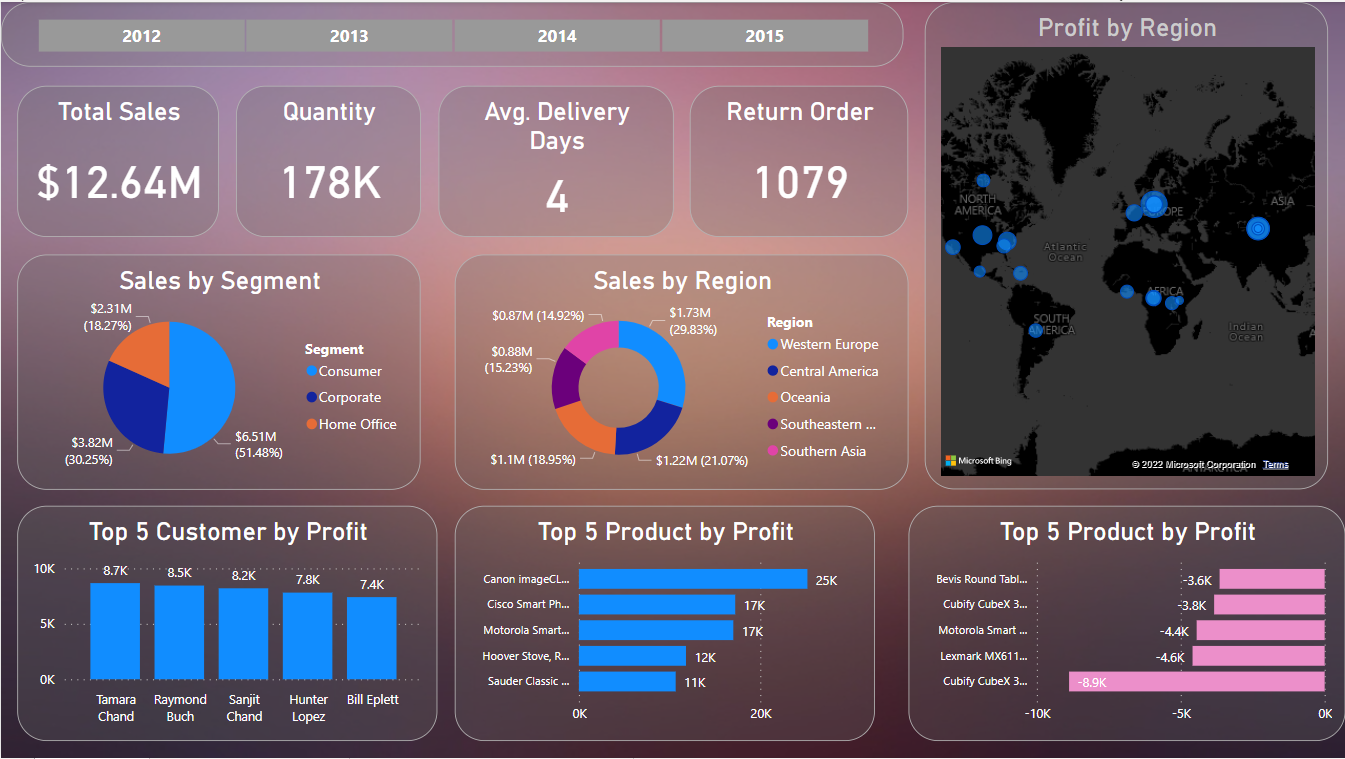 2012
2013
2014
2015
Profit by Region
Total Sales
$12.64M
Quantity
178K
Avg. Delivery
Days
4
Return Order
1079
NORTH
AMERICA
EUROPE
ASIA
Atlantic
Ocean
AFRICA
SOUTH
AMERICA
Indian
Ocean
A
Microsoft Bing
© 2022 Microsoft Corporation Terms
ANTARCTICA
Sales by Segment
$2.31M
(18.27%)
$3.82M
(30.25%)
$6.51M
(51.48%)
Segment
Consumer
Corporate
Home Office
Sales by Region
$0.87M (14.92%)
$1.73M
(29.83%)
$0.88M
(15.23%)
$1.1M (18.95%)
$1.22M (21.07%)
Region
Western Europe
Central America
Oceania
Southeastern ...
Southern Asia
Top 5 Customer by Profit
10K
5K
0K
8.7K
8.5K
8.2K
7.8K
7.4K
Tamara
Chand
Raymond
Buch
Sanjit
Chand
Hunter
Lopez
Bill Eplett
Top 5 Product by Profit
Canon imageCL... 25K
Cisco Smart Ph... 17K
Motorola Smart... 17K
Hoover Stove, R... 12K
Sauder Classic ... 11K
0K 20K
Top 5 Product by Profit
Bevis Round Tabl... -3.6K
Cubify CubeX 3... -3.8K
Motorola Smart ... -4.4K
Lexmark MX611... -4.6K
Cubify CubeX 3... -8.9K
-10K -5K 0K